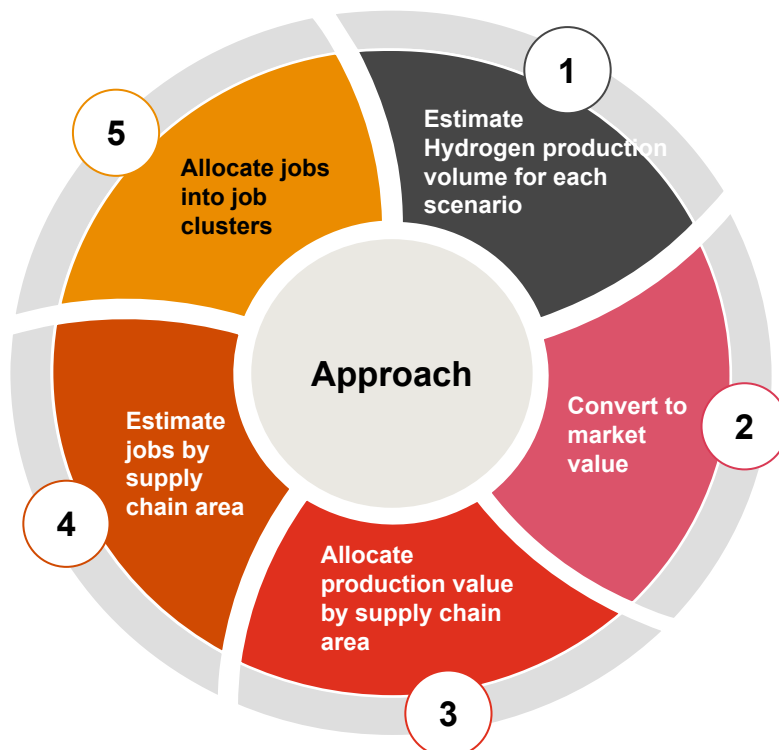 1
Estimate
Hydrogen production
volume for each
scenario
2
Convert to
market
value
3
Allocate
production value
by supply chain
area
4
Estimate
jobs by
supply
chain area
5
Allocate jobs
into job
clusters
Approach